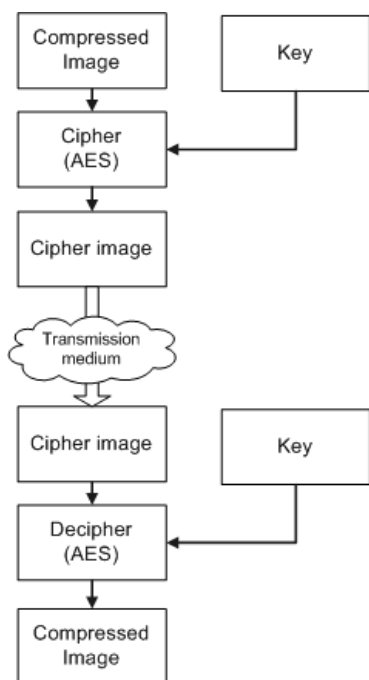 Compressed
Image
Key
Cipher
(AES)
Cipher image
Transmission
medium
Cipher image
Key
Decipher
(AES)
Compressed
Image